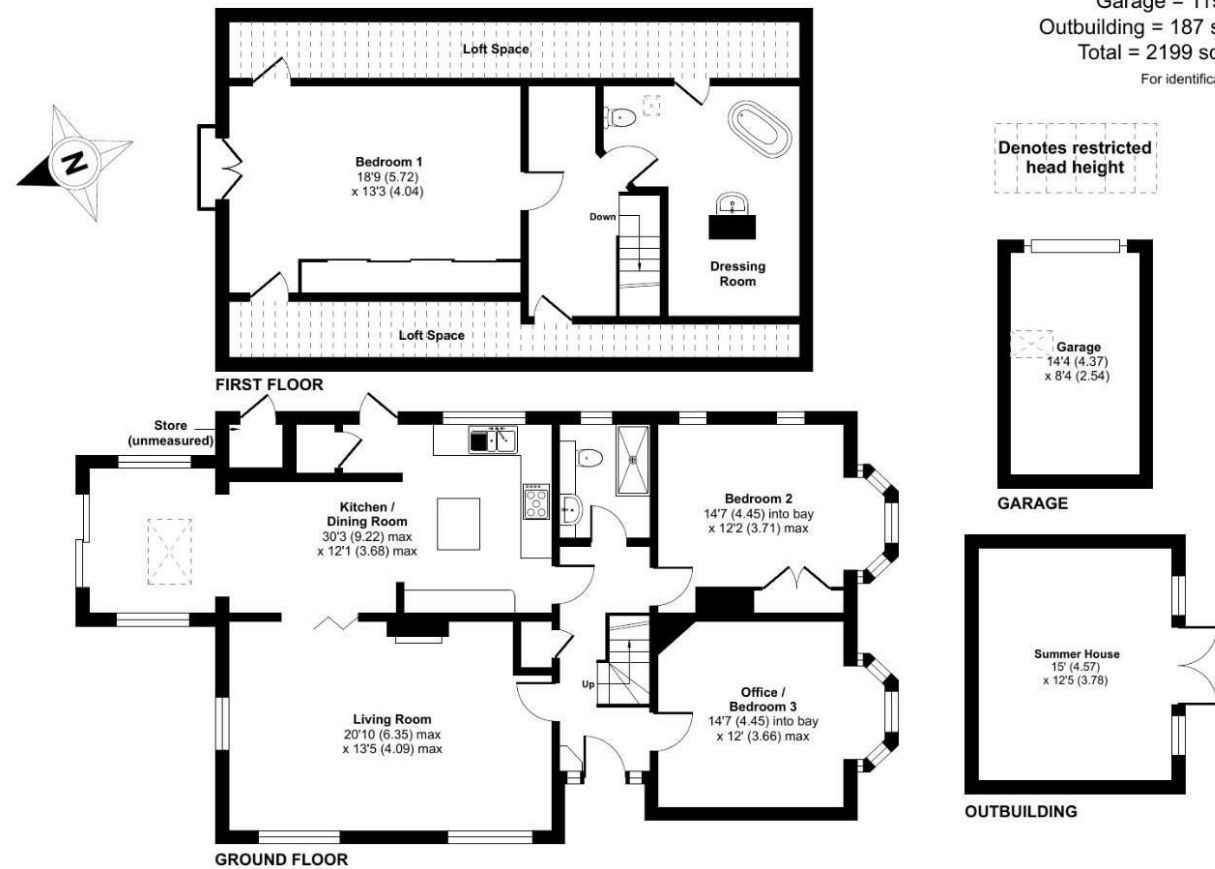 Garage = 119
Outbuilding = 187 s
Total = 2199 sq
For identifica
Loft Space
N
Bedroom 1
18'9 (5.72)
x 13'3 (4.04)
Down
Dressing
Room
Loft Space
FIRST FLOOR
Denotes restricted
head height
Garage
14'4 (4.37)
x 8'4 (2.54)
GARAGE
Store
(unmeasured)
Kitchen /
Dining Room
30'3 (9.22) max
x 12'1 (3.68) max
Bedroom 2
14'7 (4.45) into bay
x 12'2 (3.71) max
Up
Living Room
20'10 (6.35) max
x 13'5 (4.09) max
Office /
Bedroom 3
14'7 (4.45) into bay
x 12' (3.66) max
GROUND FLOOR
Summer House
15' (4.57)
x 12'5 (3.78)
OUTBUILDING